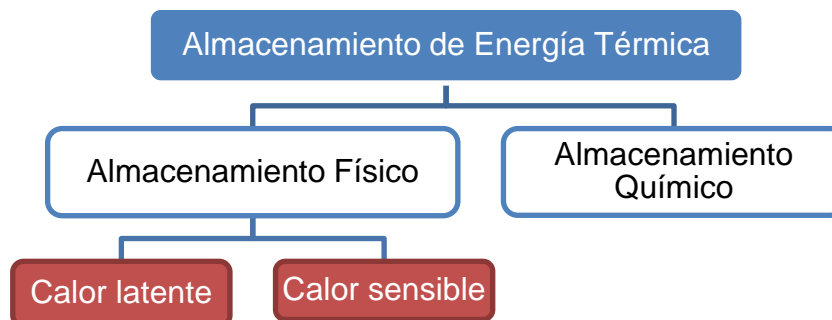 Almacenamiento de Energía Térmica
Almacenamiento Físico
Almacenamiento
Químico
Calor latente
Calor sensible